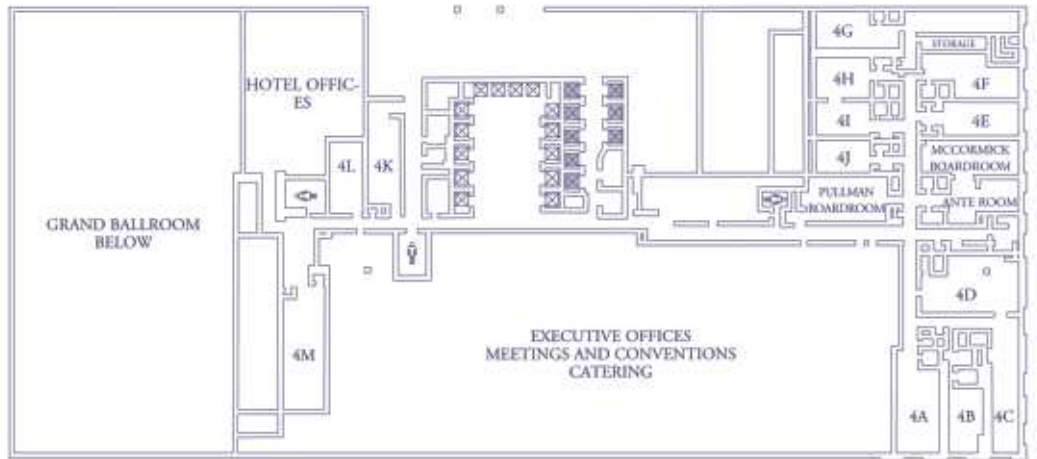 4G
STORAGE
HOTEL OFFIC-
ES
4H
4F
4I
4E
4L
4K
4J
MCCORMICK
BOARDROOM
PULLMAN
BOARDROOM
ANTE ROOM
GRAND BALLROOM
BELOW
4D
EXECUTIVE OFFICES
MEETINGS AND CONVENTIONS
CATERING
4M
4A
4B
4C